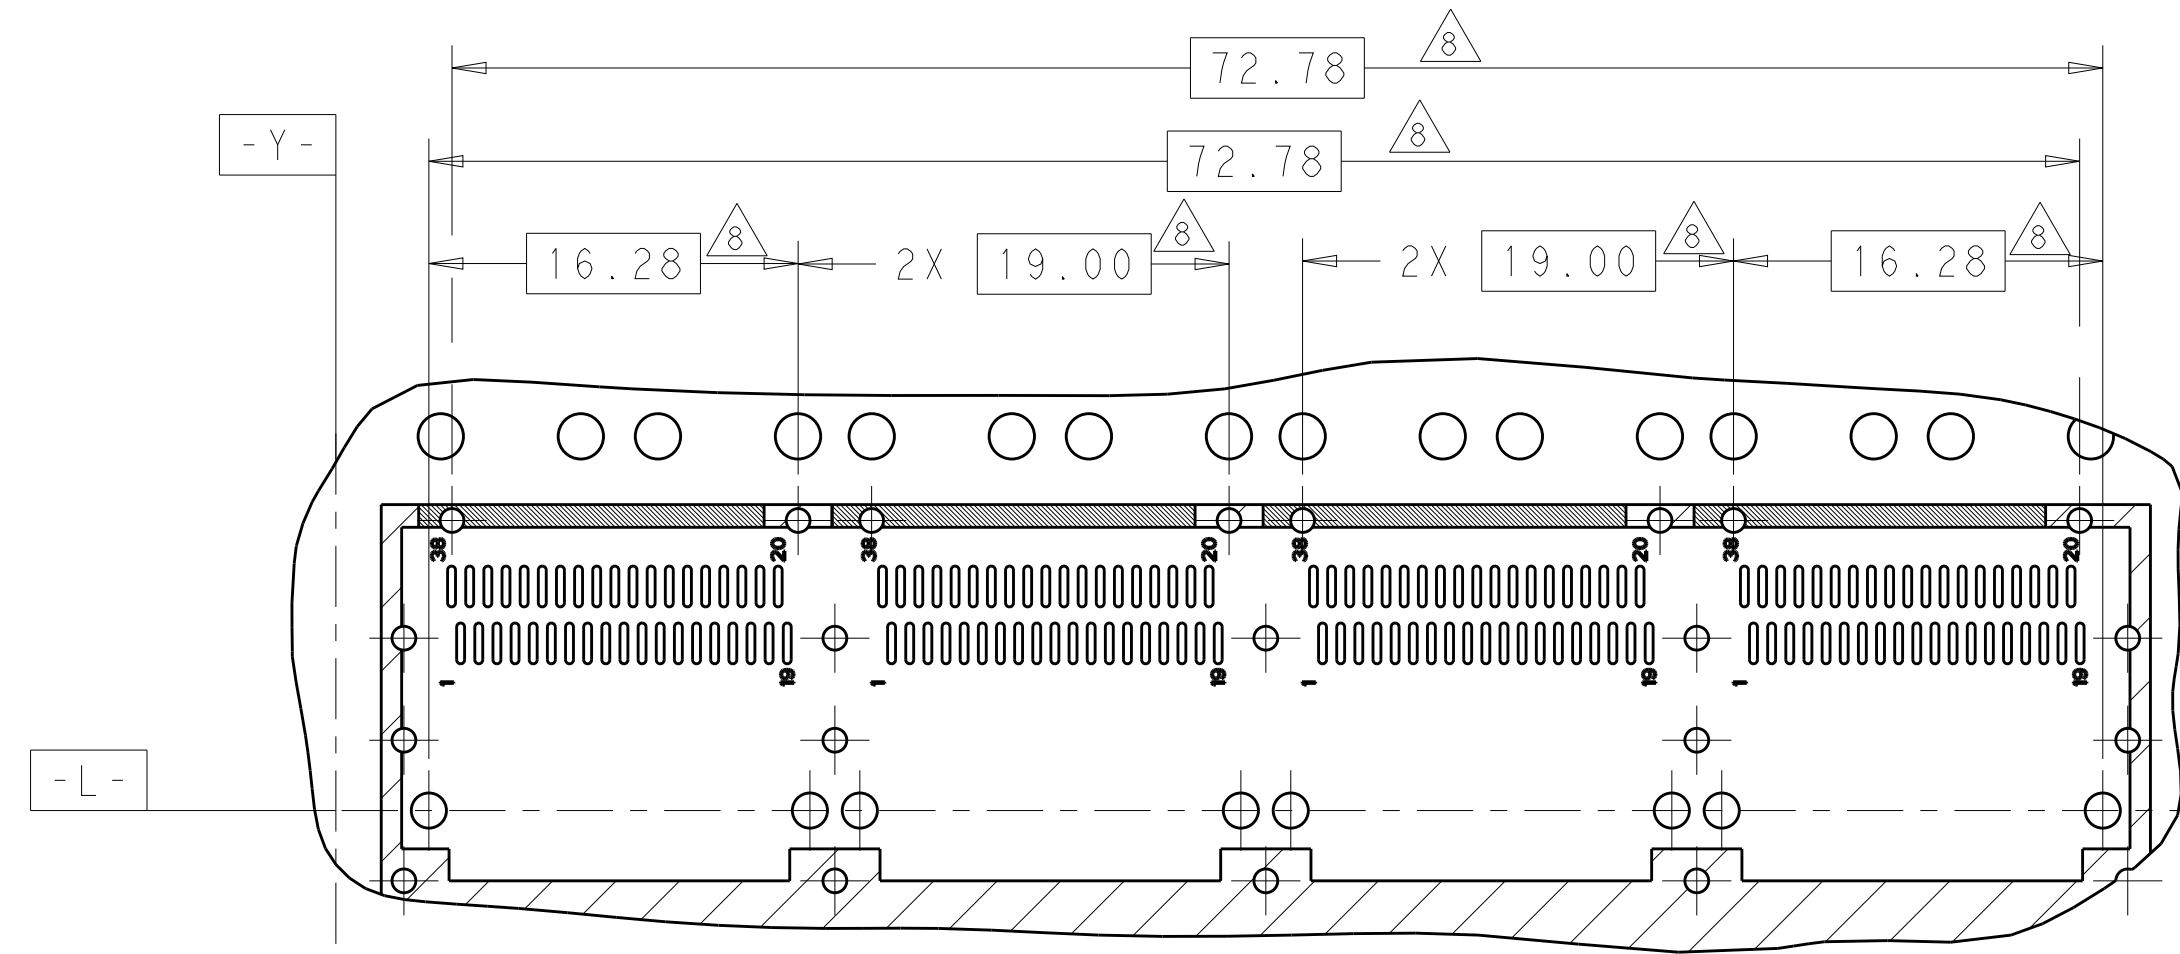 72.78 8
-Y-
72.78 8
16.28 8 2X 19.00 8 2X 19.00 8 16.28 8
38 20 38 20 38 20 38 20
1 19 1 19 1 19 1 19
-L-